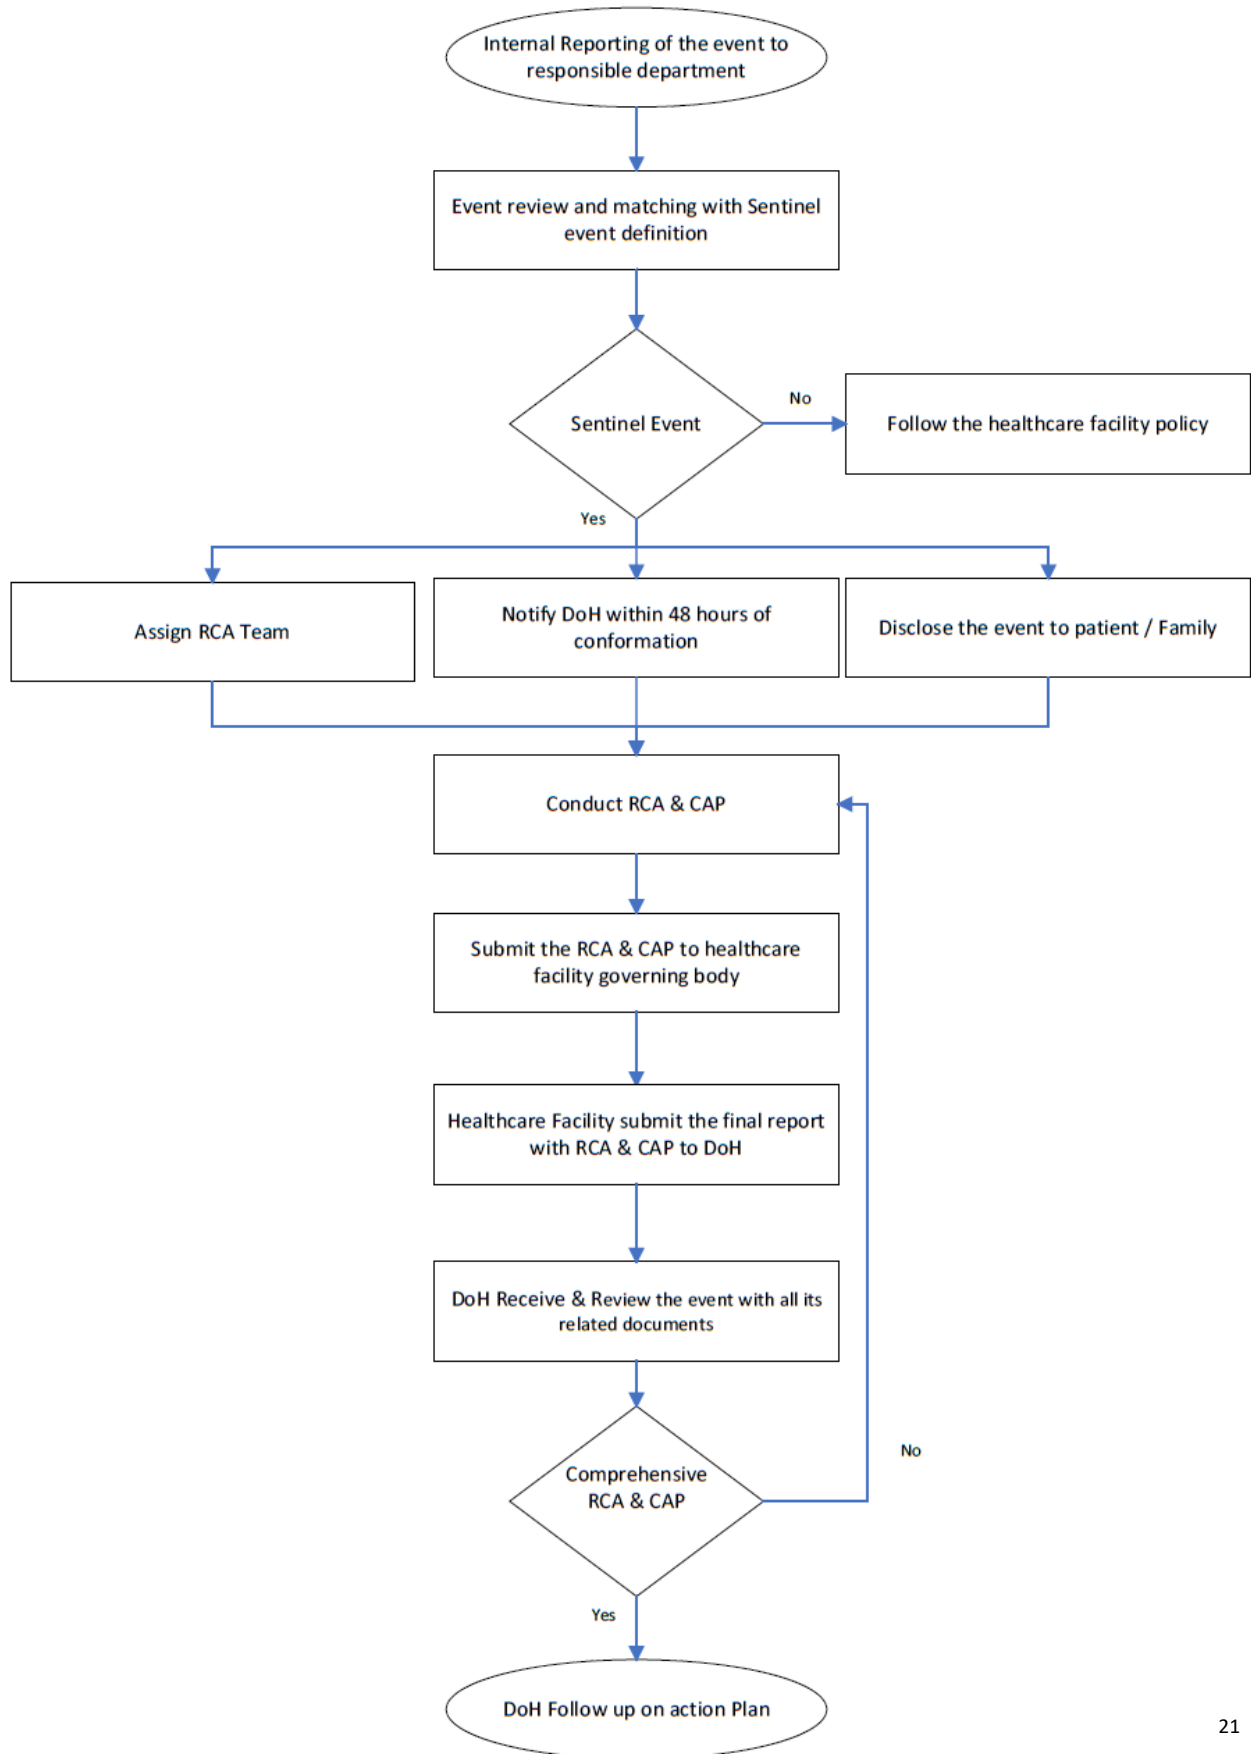 Internal Reporting of the event to
responsible department
Event review and matching with Sentinel
event definition
Sentinel Event
No
Follow the healthcare facility policy
Yes
Assign RCA Team
Notify DoH within 48 hours of
conformation
Disclose the event to patient / Family
Conduct RCA & CAP
Submit the RCA & CAP to healthcare
facility governing body
Healthcare Facility submit the final report
with RCA & CAP to DoH
DoH Receive & Review the event with all its
related documents
Comprehensive
RCA & CAP
No
Yes
DoH Follow up on action Plan
21